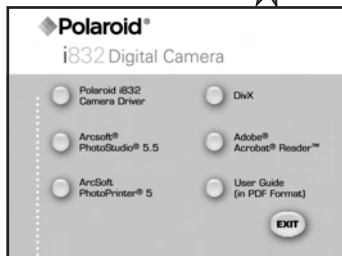 Polaroid®
i832 Digital Camera
Polaroid i832
Camera Driver
DivX
Arcsoft®
PhotoStudio® 5.5
Adobe®
Acrobat® Reader™
ArcSoft
PhotoPrinter® 5
User Guide
(in PDF Format)
EXIT